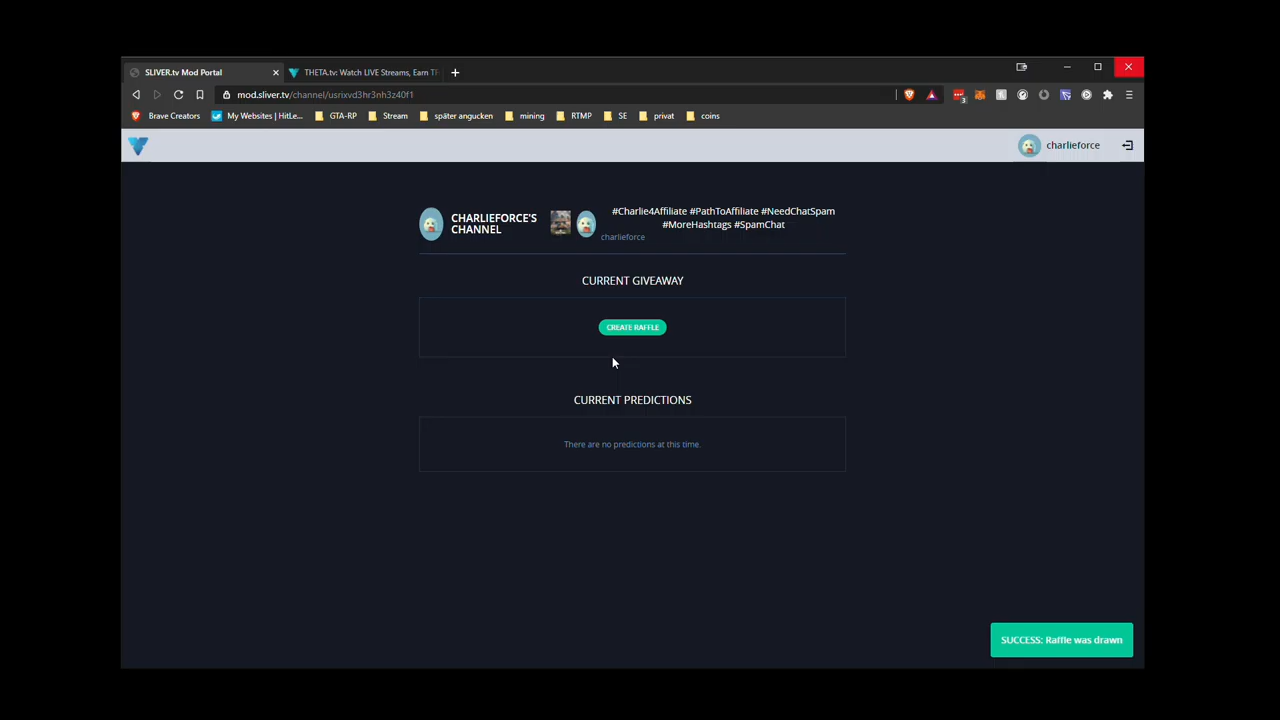 SLIVER.tv Mod Portal
THETA.tv: Watch LIVE Streams, Earn TF
mod.sliver.tv/channel/usrixvd3hr3nh3z40f1
3
Brave Creators My Websites | HitLe... GTA-RP Stream später angucken mining RTMP SE privat coins
charlieforce
CHARLIEFORCE'S
CHANNEL
#Charlie4Affiliate #PathToAffiliate #NeedChatSpam
#MoreHashtags #SpamChat
charlieforce
CURRENT GIVEAWAY
CREATE RAFFLE
CURRENT PREDICTIONS
There are no predictions at this time.
SUCCESS: Raffle was drawn